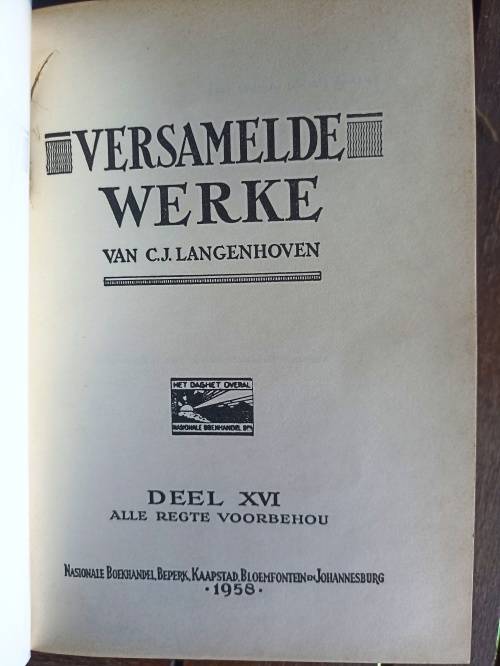 VERSAMELDE
WERKE
VAN C.J. LANGENHOVEN
HET DAGHET OVERAL
NASIONALE BOEKHANDEL BPK
DEEL XVI
ALLE REGTE VOORBEHOU
NASIONALE BOEKHANDEL, BEPERK, KAAPSTAD, BLOEMFONTEIN EN JOHANNESBURG
·1958·